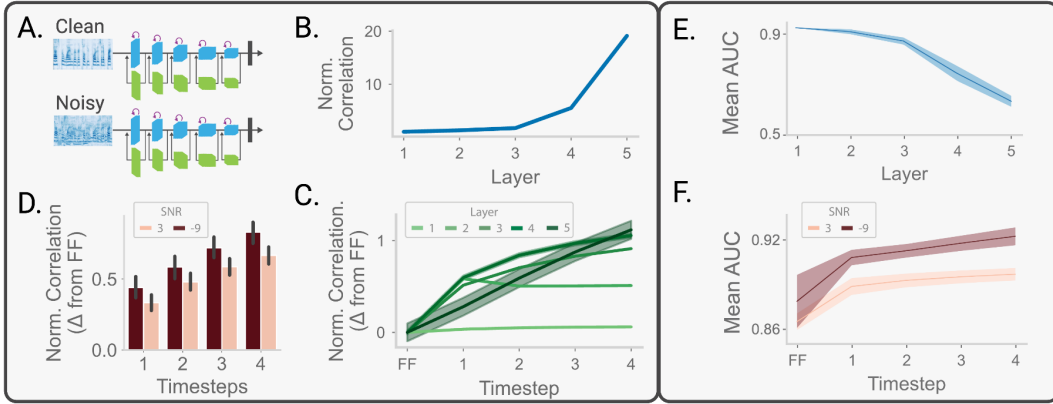 A.
Clean
Noisy
B.
Norm.
Correlation
20
10
1 2 3 4 5
Layer
D.
SNR
3 -9
Norm. Correlation
(Δ from FF)
0.5
0.0
1 2 3 4
Timesteps
C.
Layer
1 2 3 4 5
Norm. Correlation.
(Δ from FF)
1
0
FF 1 2 3 4
Timestep
E.
Mean AUC
0.9
0.5
1 2 3 4 5
Layer
F.
SNR
3 -9
Mean AUC
0.92
0.86
FF 1 2 3 4
Timestep